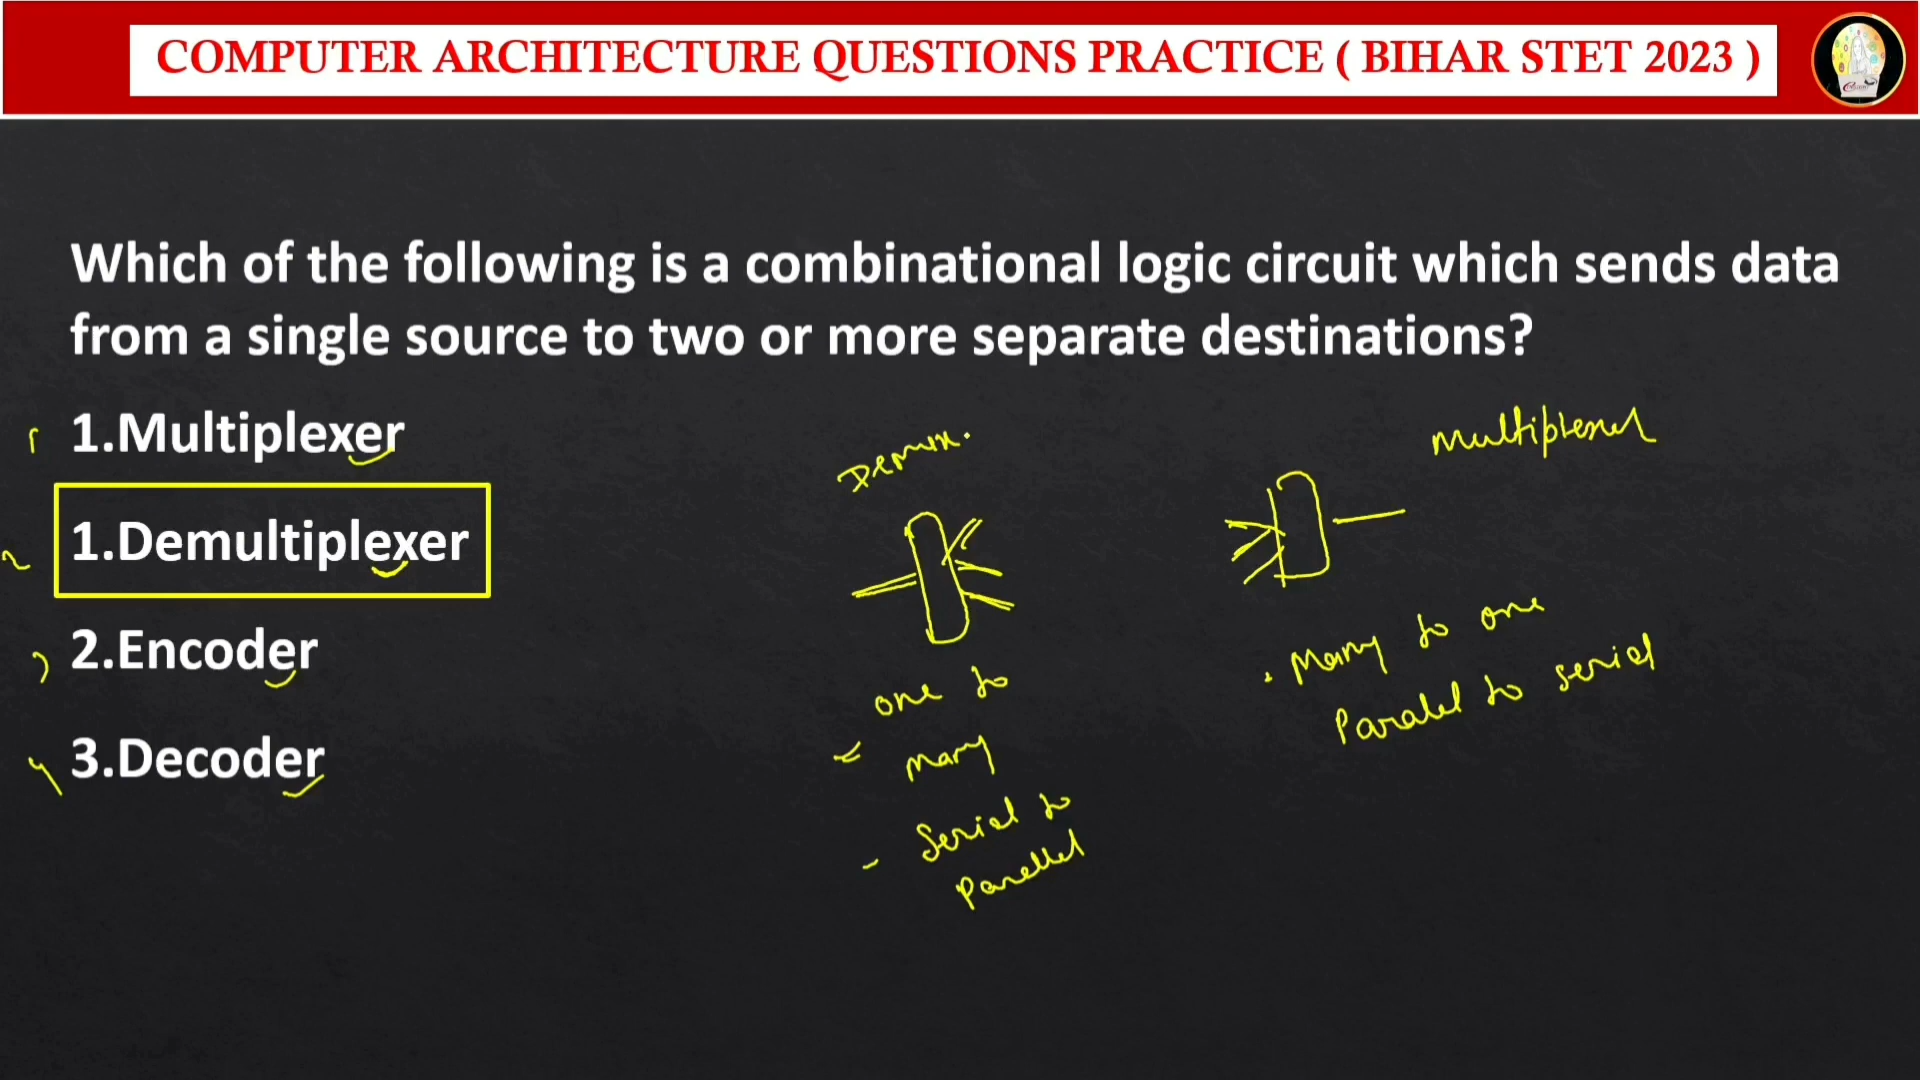 COMPUTER ARCHITECTURE QUESTIONS PRACTICE ( BIHAR STET 2023 )
Which of the following is a combinational logic circuit which sends data
from a single source to two or more separate destinations?
1.Multiplexer
1.Demultiplexer
2.Encoder
3.Decoder
Demux.
one to
many
Serial to
Parellel
Multiplexer
Many to one
Paralel to serial